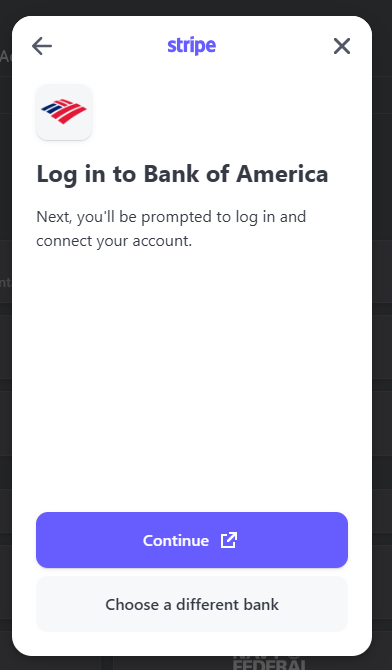 stripe
Log in to Bank of America
Next, you'll be prompted to log in and
connect your account.
Continue
Choose a different bank
FEDERAL